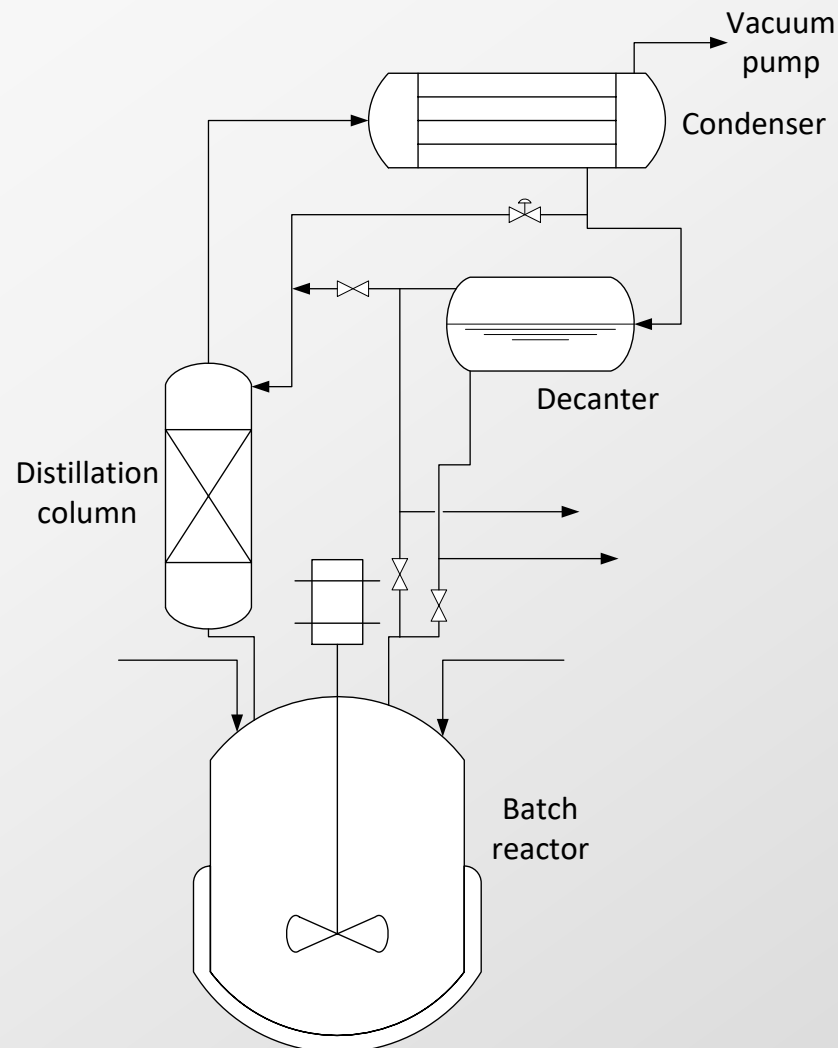 Vacuum
pump
Condenser
Decanter
Distillation
column
Batch
reactor